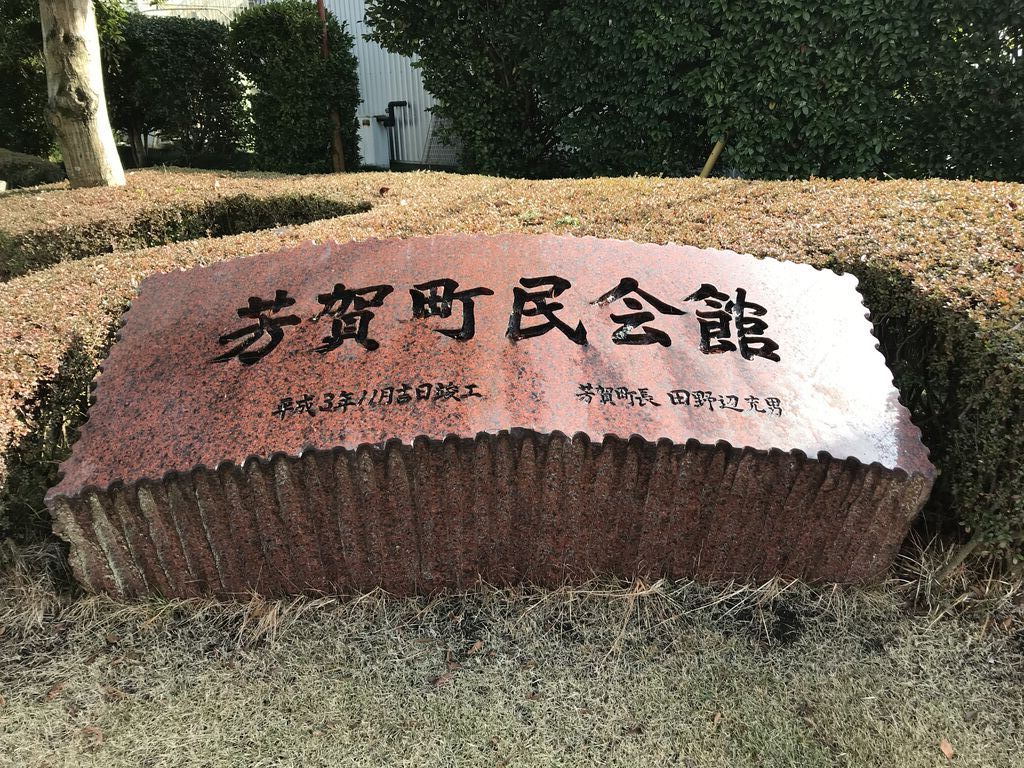 芳賀町民会館
平成3年11月吉日竣工
芳賀町長 田野辺充男